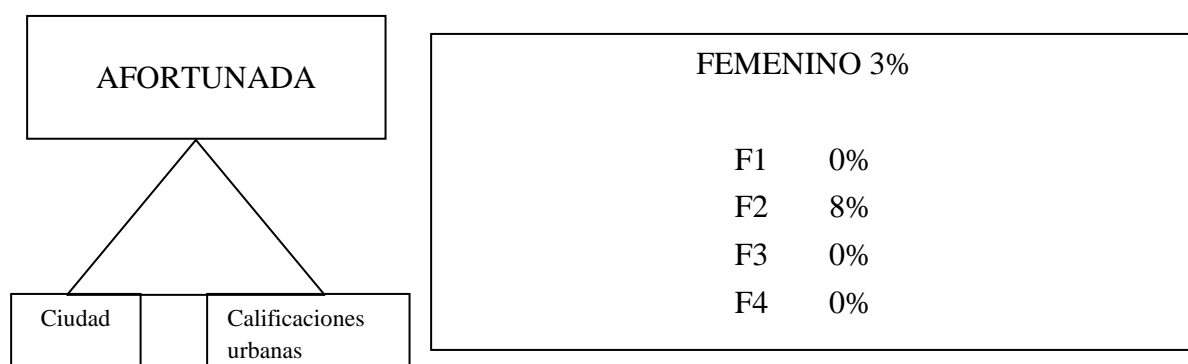 AFORTUNADA
Ciudad
Calificaciones
urbanas
FEMENINO 3%
F1 0%
F2 8%
F3 0%
F4 0%